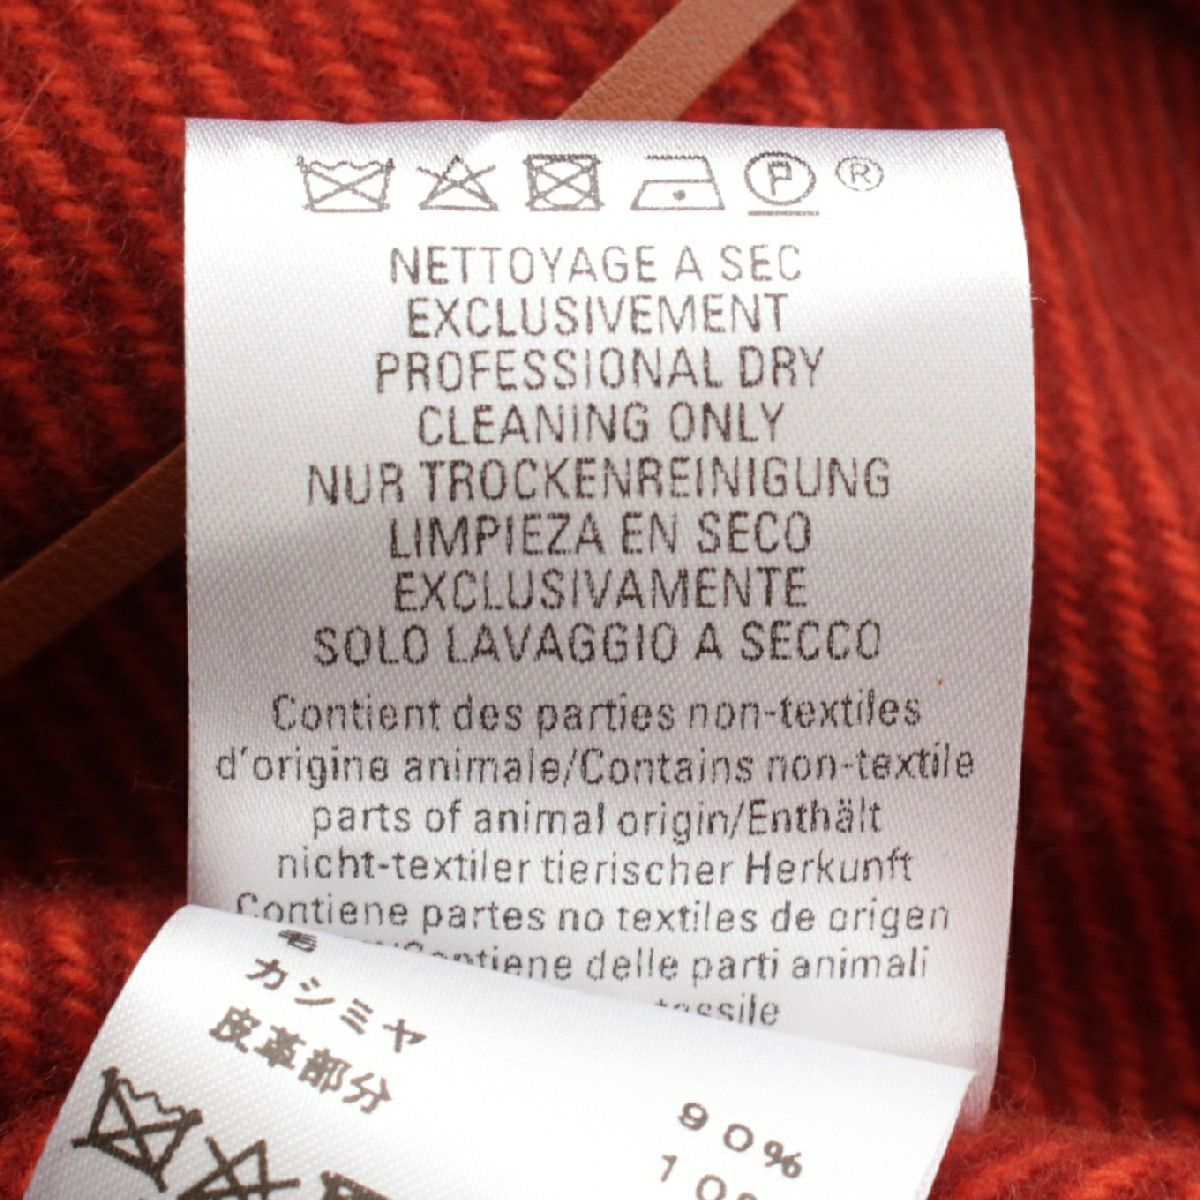 P ®
NETTOYAGE A SEC
EXCLUSIVEMENT
PROFESSIONAL DRY
CLEANING ONLY
NUR TROCKENREINIGUNG
LIMPIEZA EN SECO
EXCLUSIVAMENTE
SOLO LAVAGGIO A SECCO
Contient des parties non-textiles
d'origine animale/Contains non-textile
parts of animal origin/Enthält
nicht-textiler tierischer Herkunft
Contiene partes no textiles de origen
delle parti animali
毛
カシミヤ 90%
皮革部分